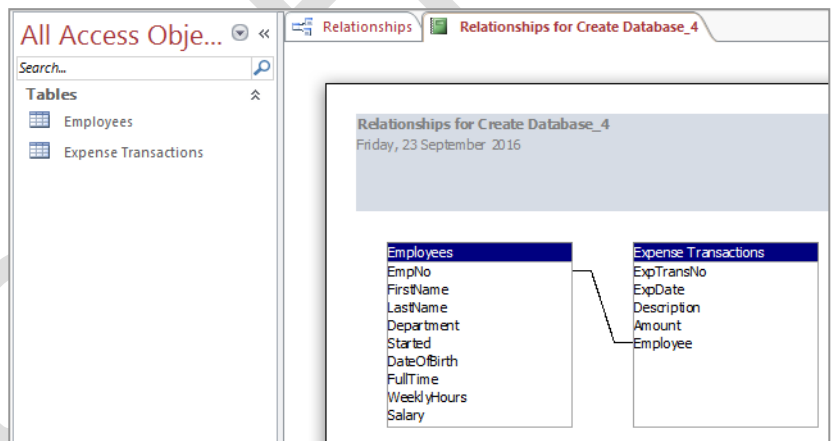 All Access Obje... «
Search...
Tables
Employees
Expense Transactions
Relationships
Relationships for Create Database_4
Relationships for Create Database_4
Friday, 23 September 2016
Employees
EmpNo
FirstName
LastName
Department
Started
DateOfBirth
FullTime
WeeklyHours
Salary
Expense Transactions
ExpTransNo
ExpDate
Description
Amount
Employee